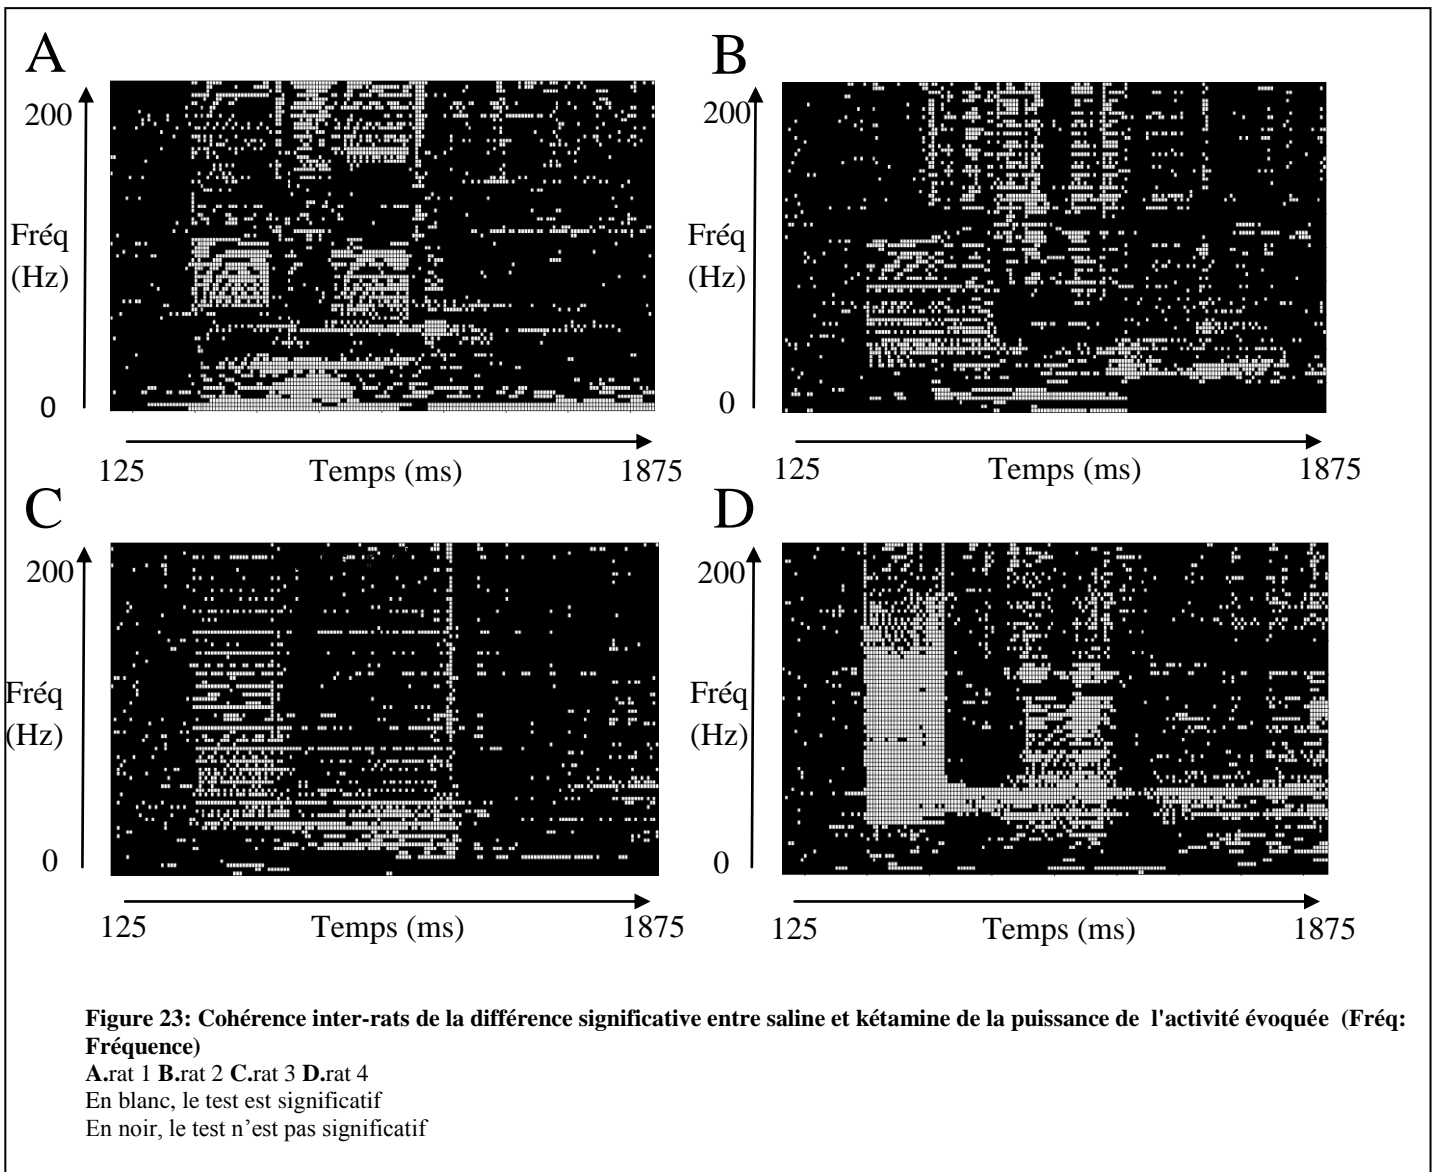 A
200
Fréq
(Hz)
0
125 Temps (ms) 1875
B
200
Fréq
(Hz)
0
125 Temps (ms) 1875
C
200
Fréq
(Hz)
0
125 Temps (ms) 1875
D
200
Fréq
(Hz)
0
125 Temps (ms) 1875
Figure 23: Cohérence inter-rats de la différence significative entre saline et kétamine de la puissance de l'activité évoquée (Fréq:
Fréquence)
A.rat 1 B.rat 2 C.rat 3 D.rat 4
En blanc, le test est significatif
En noir, le test n’est pas significatif